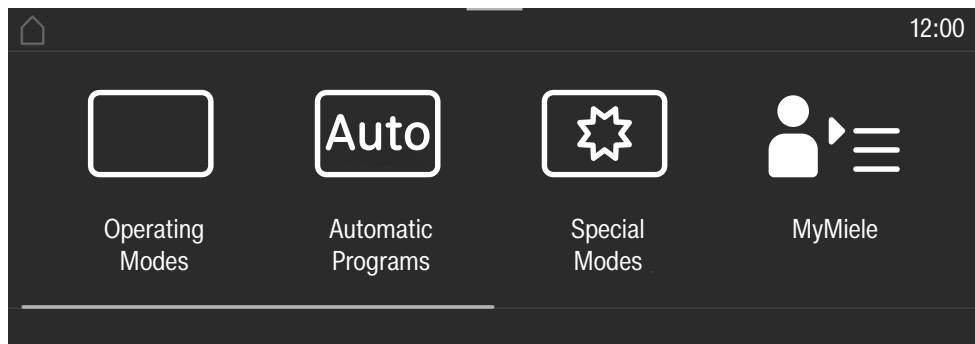 12:00
Auto
Operating
Modes
Automatic
Programs
Special
Modes
MyMiele